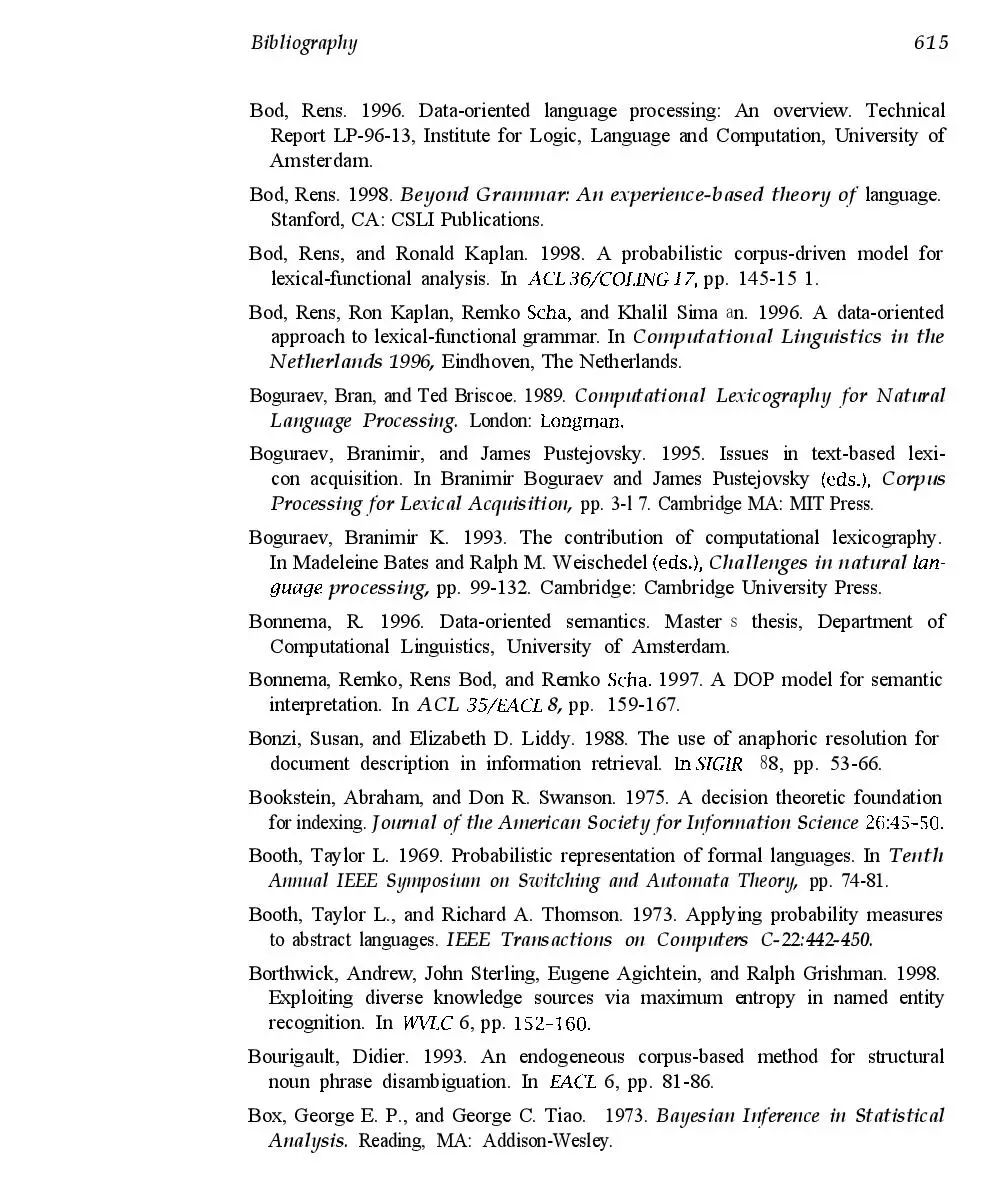 Bibliography 615
Bod, Rens. 1996. Data-oriented language processing: An overview. Technical
Report LP-96-13, Institute for Logic, Language and Computation, University of
Amsterdam.
Bod, Rens. 1998. Beyond Grammar: An experience-based theory of language.
Stanford, CA: CSLI Publications.
Bod, Rens, and Ronald Kaplan. 1998. A probabilistic corpus-driven model for
lexical-functional analysis. In ACL 36/COLING 17, pp. 145-15 1.
Bod, Rens, Ron Kaplan, Remko Scha, and Khalil Sima an. 1996. A data-oriented
approach to lexical-functional grammar. In Computational Linguistics in the
Netherlands 1996, Eindhoven, The Netherlands.
Boguraev, Bran, and Ted Briscoe. 1989. Computational Lexicography for Natural
Language Processing. London: Longman.
Boguraev, Branimir, and James Pustejovsky. 1995. Issues in text-based lexi-
con acquisition. In Branimir Boguraev and James Pustejovsky (eds.), Corpus
Processing for Lexical Acquisition, pp. 3-l 7. Cambridge MA: MIT Press.
Boguraev, Branimir K. 1993. The contribution of computational lexicography.
In Madeleine Bates and Ralph M. Weischedel (eds.), Challenges in natural lan-
guage processing, pp. 99-132. Cambridge: Cambridge University Press.
Bonnema, R. 1996. Data-oriented semantics. Master s thesis, Department of
Computational Linguistics, University of Amsterdam.
Bonnema, Remko, Rens Bod, and Remko Scha. 1997. A DOP model for semantic
interpretation. In ACL 35/EACL 8, pp. 159-167.
Bonzi, Susan, and Elizabeth D. Liddy. 1988. The use of anaphoric resolution for
document description in information retrieval. In SIGIR 88, pp. 53-66.
Bookstein, Abraham, and Don R. Swanson. 1975. A decision theoretic foundation
for indexing. Journal of the American Society for Information Science 26:45-50.
Booth, Taylor L. 1969. Probabilistic representation of formal languages. In Tenth
Annual IEEE Symposium on Switching and Automata Theory, pp. 74-81.
Booth, Taylor L., and Richard A. Thomson. 1973. Applying probability measures
to abstract languages. IEEE Transactions on Computers C-22:442-450.
Borthwick, Andrew, John Sterling, Eugene Agichtein, and Ralph Grishman. 1998.
Exploiting diverse knowledge sources via maximum entropy in named entity
recognition. In WVLC 6, pp. 152-160.
Bourigault, Didier. 1993. An endogeneous corpus-based method for structural
noun phrase disambiguation. In EACL 6, pp. 81-86.
Box, George E. P., and George C. Tiao. 1973. Bayesian Inference in Statistical
Analysis. Reading, MA: Addison-Wesley.